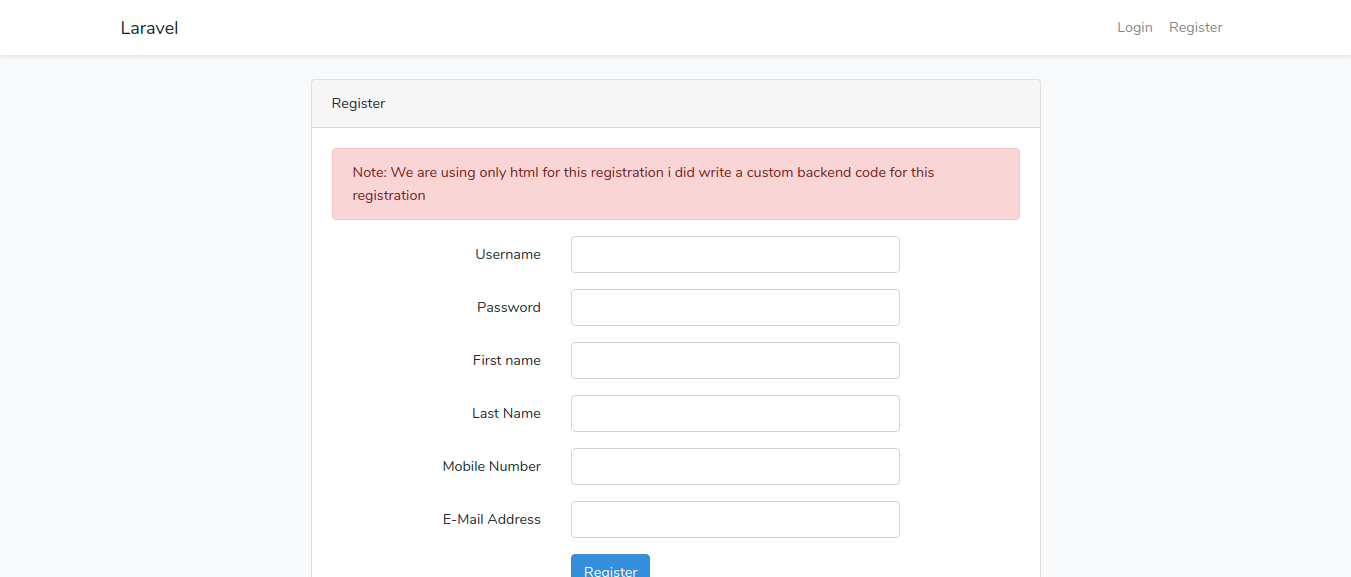 Laravel
Login Register
Register
Note: We are using only html for this registration i did write a custom backend code for this
registration
Username
Password
First name
Last Name
Mobile Number
E-Mail Address
Register